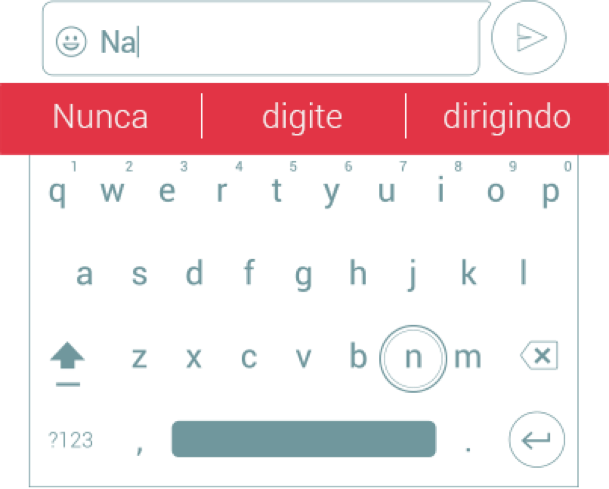 Na
Nunca digite dirigindo
1 2 3 4 5 6 7 8 9 0
q w e r t y u i o p
a s d f g h j k l
z x c v b n m
?123 , .